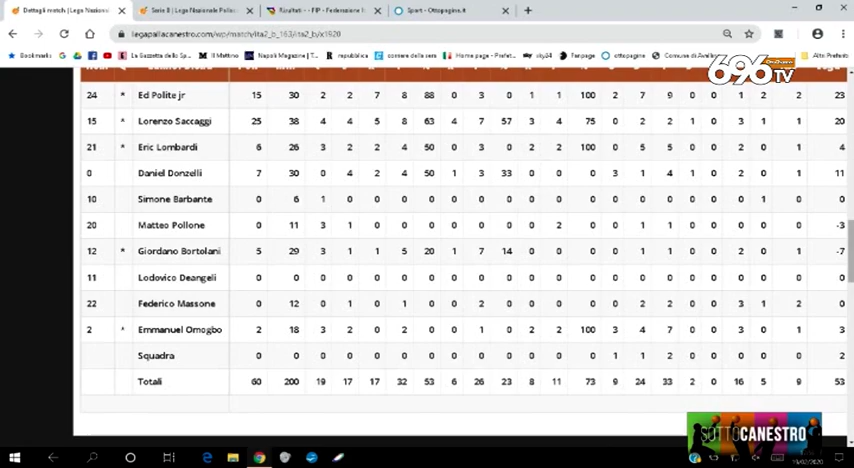 Dettagli match | Lega Nazional
Serie B | Lega Nazionale Pallac
Risultati - - FIP - Federazione I
Sport - Ottopagine.it
legapallacanestro.com/wp/match/ita2_b_163/ita2_b/x1920
Bookmarks La Gazzetta dello Sp... Il Mattino Napoli Magazine | T... repubblica corriere della sera Home page - Prefet... sky24 Fanpage ottopagine Comune di Avellino Altri Preferiti
696 TV
24 * Ed Polite jr 15 30 2 2 7 8 88 0 3 0 1 1 100 2 7 9 0 0 1 2 2 23
15 * Lorenzo Saccaggi 25 38 4 4 5 8 63 4 7 57 3 4 75 0 2 2 1 0 3 1 1 20
21 * Eric Lombardi 6 26 3 2 2 4 50 0 3 0 2 2 100 0 5 5 0 0 2 0 1 4
0 Daniel Donzelli 7 30 0 4 2 4 50 1 3 33 0 0 0 3 1 4 1 0 2 0 1 11
10 Simone Barbante 0 6 1 0 0 0 0 0 0 0 0 0 0 0 0 0 0 0 0 1 0 0
20 Matteo Pollone 0 11 3 1 0 0 0 0 0 0 0 2 0 0 1 1 0 0 0 0 0 -3
12 * Giordano Bortolani 5 29 3 1 1 5 20 1 7 14 0 0 0 0 1 1 0 0 2 0 1 -7
11 Lodovico Deangeli 0 0 0 0 0 0 0 0 0 0 0 0 0 0 0 0 0 0 0 0 0 0
22 Federico Massone 0 12 0 1 0 1 0 0 2 0 0 0 0 0 2 2 0 0 3 1 2 0
2 * Emmanuel Omogbo 2 18 3 2 0 2 0 0 1 0 2 2 100 3 4 7 0 0 3 0 1 3
Squadra 0 0 0 0 0 0 0 0 0 0 0 0 0 1 1 2 0 0 0 0 0 2
Totali 60 200 19 17 17 32 53 6 26 23 8 11 73 9 24 33 2 0 16 5 9 53
SOTTOCANESTRO